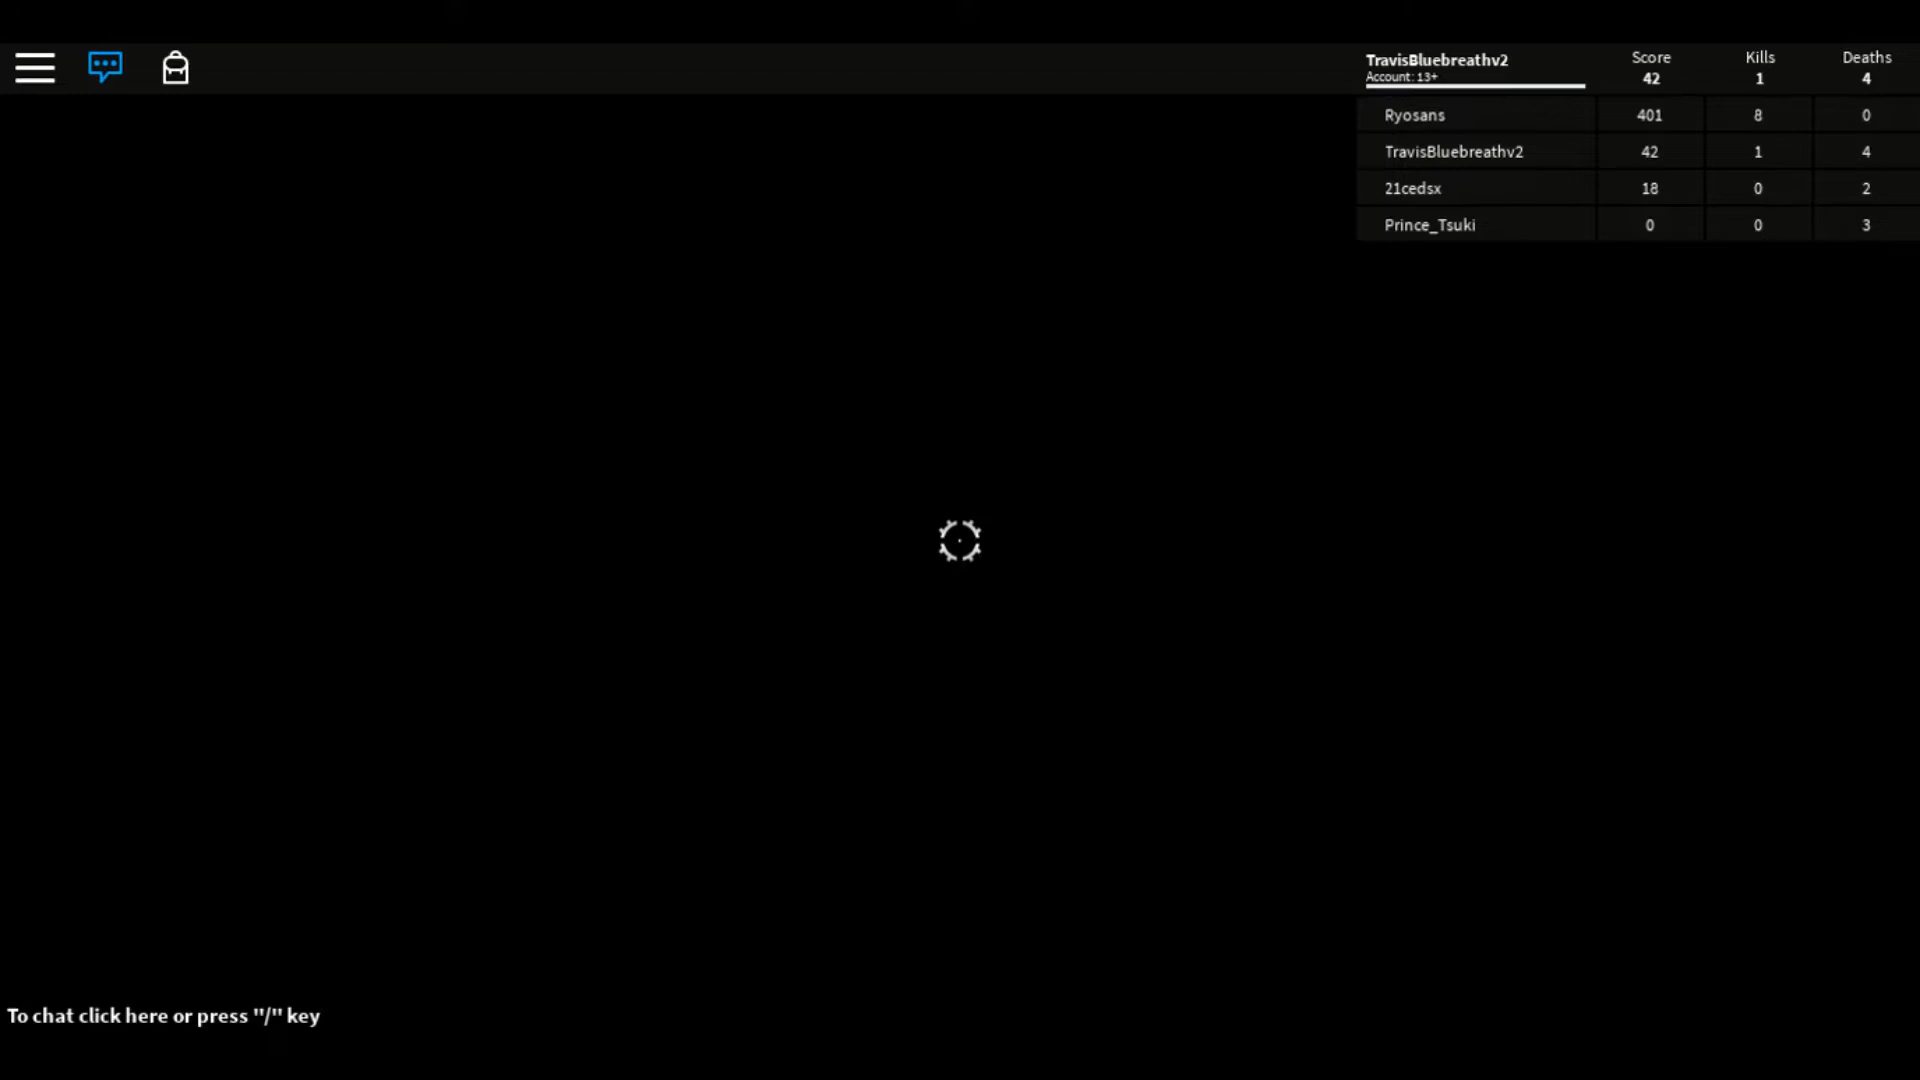 TravisBluebreathv2 Score Kills Deaths
Account: 13+ 42 1 4
Ryosans 401 8 0
TravisBluebreathv2 42 1 4
21cedsx 18 0 2
Prince_Tsuki 0 0 3
To chat click here or press "/" key